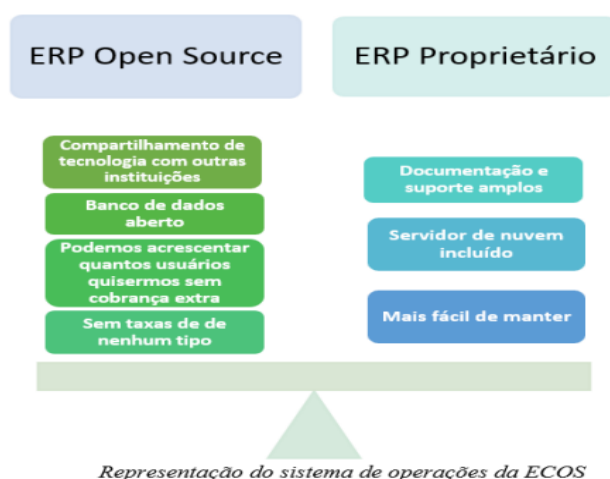 ERP Open Source
ERP Proprietário
Compartilhamento de
tecnologia com outras
instituições
Banco de dados
aberto
Podemos acrescentar
quantos usuários
quisermos sem
cobrança extra
Sem taxas de de
nenhum tipo
Documentação e
suporte amplos
Servidor de nuvem
incluído
Mais fácil de manter
Representação do sistema de operações da ECOS